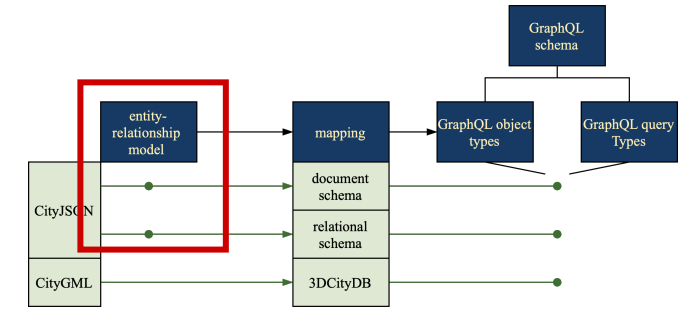 GraphQL
schema
entity-
relationship
model
mapping
GraphQL object
types
GraphQL query
Types
CityJSON
document
schema
relational
schema
CityGML
3DCityDB